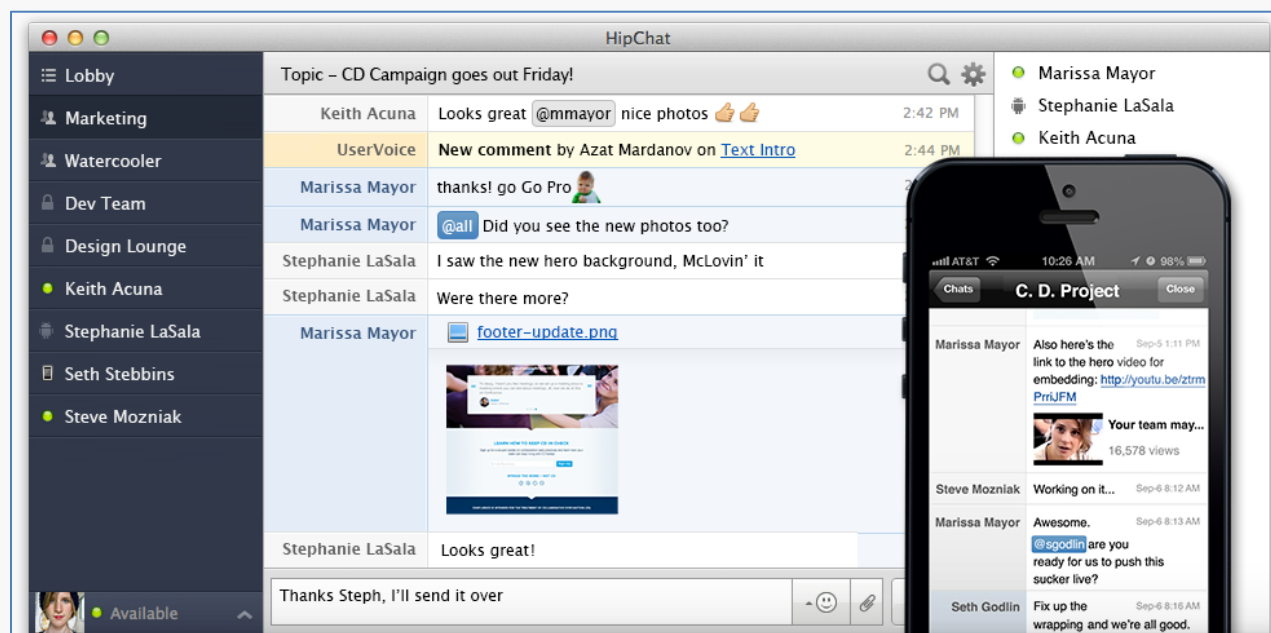 HipChat
Lobby
Marketing
Watercooler
Dev Team
Design Lounge
Keith Acuna
Stephanie LaSala
Seth Stebbins
Steve Mozniak
Available
Topic – CD Campaign goes out Friday!
Keith Acuna Looks great @mmayor nice photos 2:42 PM
UserVoice New comment by Azat Mardanov on Text Intro 2:44 PM
Marissa Mayor thanks! go Go Pro
Marissa Mayor @all Did you see the new photos too?
Stephanie LaSala I saw the new hero background, McLovin’ it
Stephanie LaSala Were there more?
Marissa Mayor footer-update.png
LEARN HOW TO KEEP CD IN CHECK
Stephanie LaSala Looks great!
Thanks Steph, I’ll send it over
Marissa Mayor
Stephanie LaSala
Keith Acuna
AT&T 10:26 AM 98%
Chats C. D. Project Close
Marissa Mayor Also here's the Sep-5 1:11 PM
link to the hero video for
embedding: http://youtu.be/ztrm
PrriJFM
Your team may...
16,578 views
Steve Mozniak Working on it... Sep-6 8:12 AM
Marissa Mayor Awesome. Sep-6 8:13 AM
@sgodlin are you
ready for us to push this
sucker live?
Seth Godlin Fix up the Sep-6 8:16 AM
wrapping and we're all good.